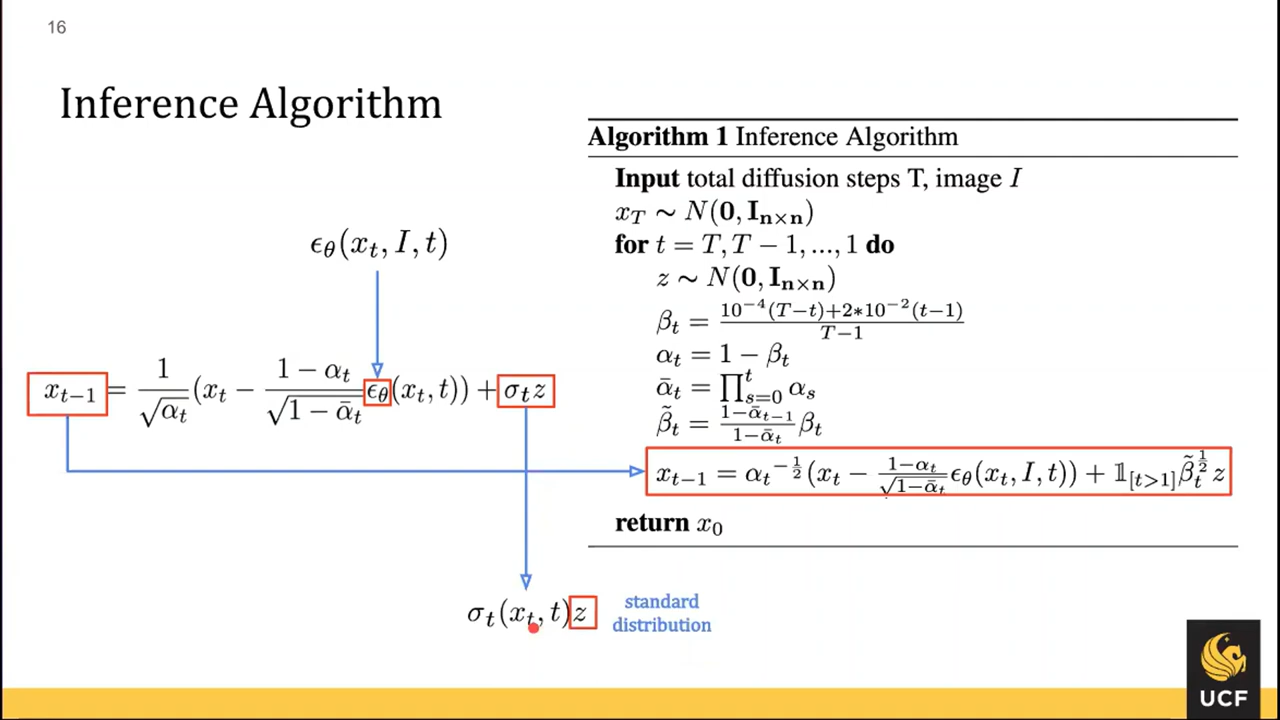 16
Inference Algorithm
ϵ_θ(x_t, I, t)
x_{t−1} = 1/√α_t (x_t − (1 − α_t)/√(1 − ᾱ_t) ϵ_θ(x_t, t)) + σ_t z
σ_t(x_t, t)z
standard
distribution
Algorithm 1 Inference Algorithm
Input total diffusion steps T, image I
x_T ∼ N(0, I_{n×n})
for t = T, T − 1, ..., 1 do
z ∼ N(0, I_{n×n})
β_t = (10^{−4}(T−t)+2*10^{−2}(t−1))/(T−1)
α_t = 1 − β_t
ᾱ_t = ∏_{s=0}^{t} α_s
β̃_t = (1−ᾱ_{t−1})/(1−ᾱ_t) β_t
x_{t−1} = α_t^{−1/2}(x_t − (1−α_t)/√(1−ᾱ_t) ϵ_θ(x_t, I, t)) + 𝟙_{[t>1]} β̃_t^{1/2} z
return x_0
UCF